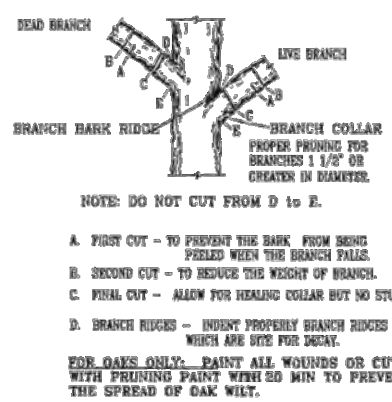 DEAD BRANCH
LIVE BRANCH
B
A
C
D
E
D
A
B
C
E
BRANCH BARK RIDGE
BRANCH COLLAR
PROPER PRUNING FOR
BRANCHES 1 1/2" OR
GREATER IN DIAMETER.
NOTE: DO NOT CUT FROM D to E.
A. FIRST CUT - TO PREVENT THE BARK FROM BEING
PEELED WHEN THE BRANCH FALLS.
B. SECOND CUT - TO REDUCE THE WEIGHT OF BRANCH.
C. FINAL CUT - ALLOW FOR HEALING COLLAR BUT NO STU
D. BRANCH RIDGES - INDENT PROPERLY BRANCH RIDGES
WHICH ARE SITE FOR DECAY.
FOR OAKS ONLY: PAINT ALL WOUNDS OR CU
WITH PRUNING PAINT WITH 20 MIN TO PREVE
THE SPREAD OF OAK WILT.